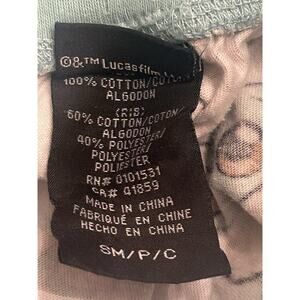 ©&™ Lucasfilm
100% COTTON/COTON/
ALGODON
(RIB)
60% COTTON/COTON/
ALGODON
40% POLYESTER/
POLYESTER/
POLIESTER
RN# 0101531
CA# 41859
MADE IN CHINA
FABRIQUÉ EN CHINE
HECHO EN CHINA
SM/P/C